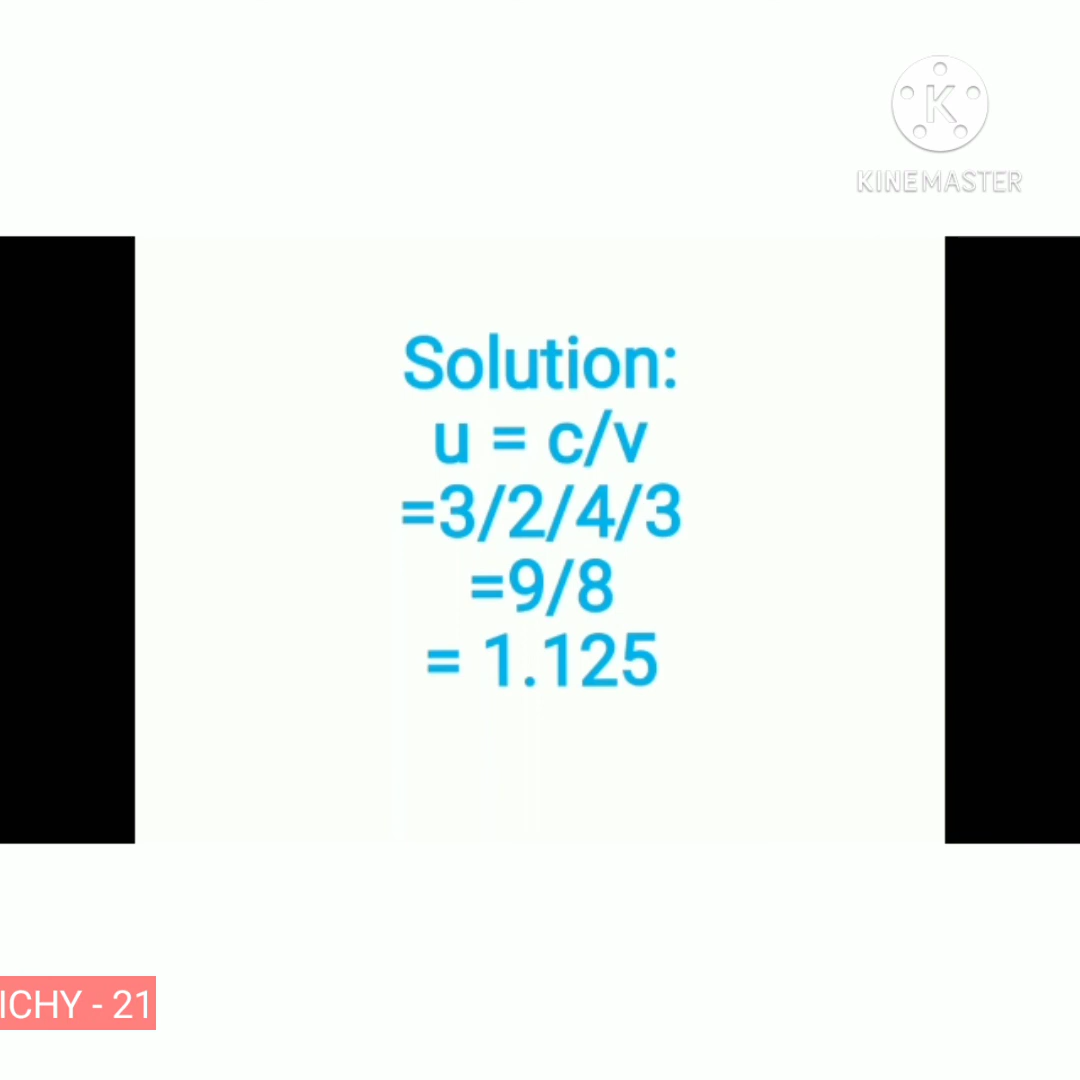 K
KINEMASTER
Solution:
u = c/v
=3/2/4/3
=9/8
= 1.125
ICHY - 21